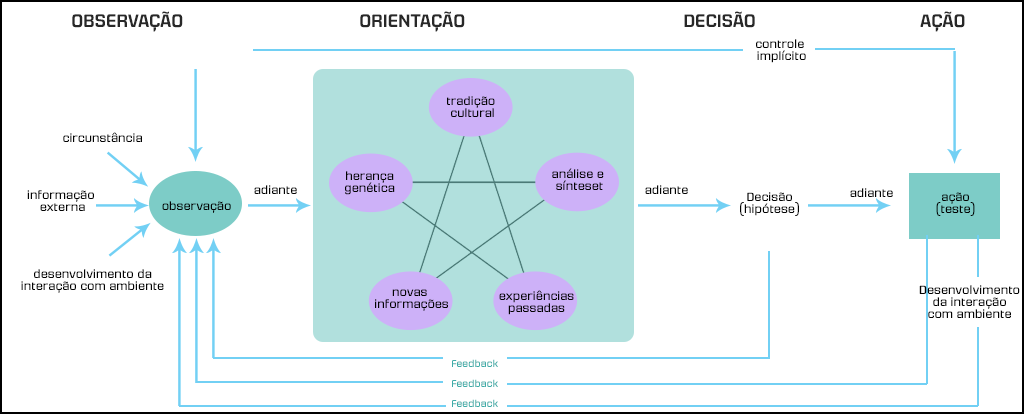 OBSERVAÇÃO
ORIENTAÇÃO
DECISÃO
AÇÃO
controle
implícito
circunstância
informação
externa
desenvolvimento da
interação com ambiente
observação
adiante
tradição
cultural
herança
genética
análise e
sínteset
novas
informações
experiências
passadas
adiante
Decisão
(hipótese)
adiante
ação
(teste)
Desenvolvimento
da interação
com ambiente
Feedback
Feedback
Feedback